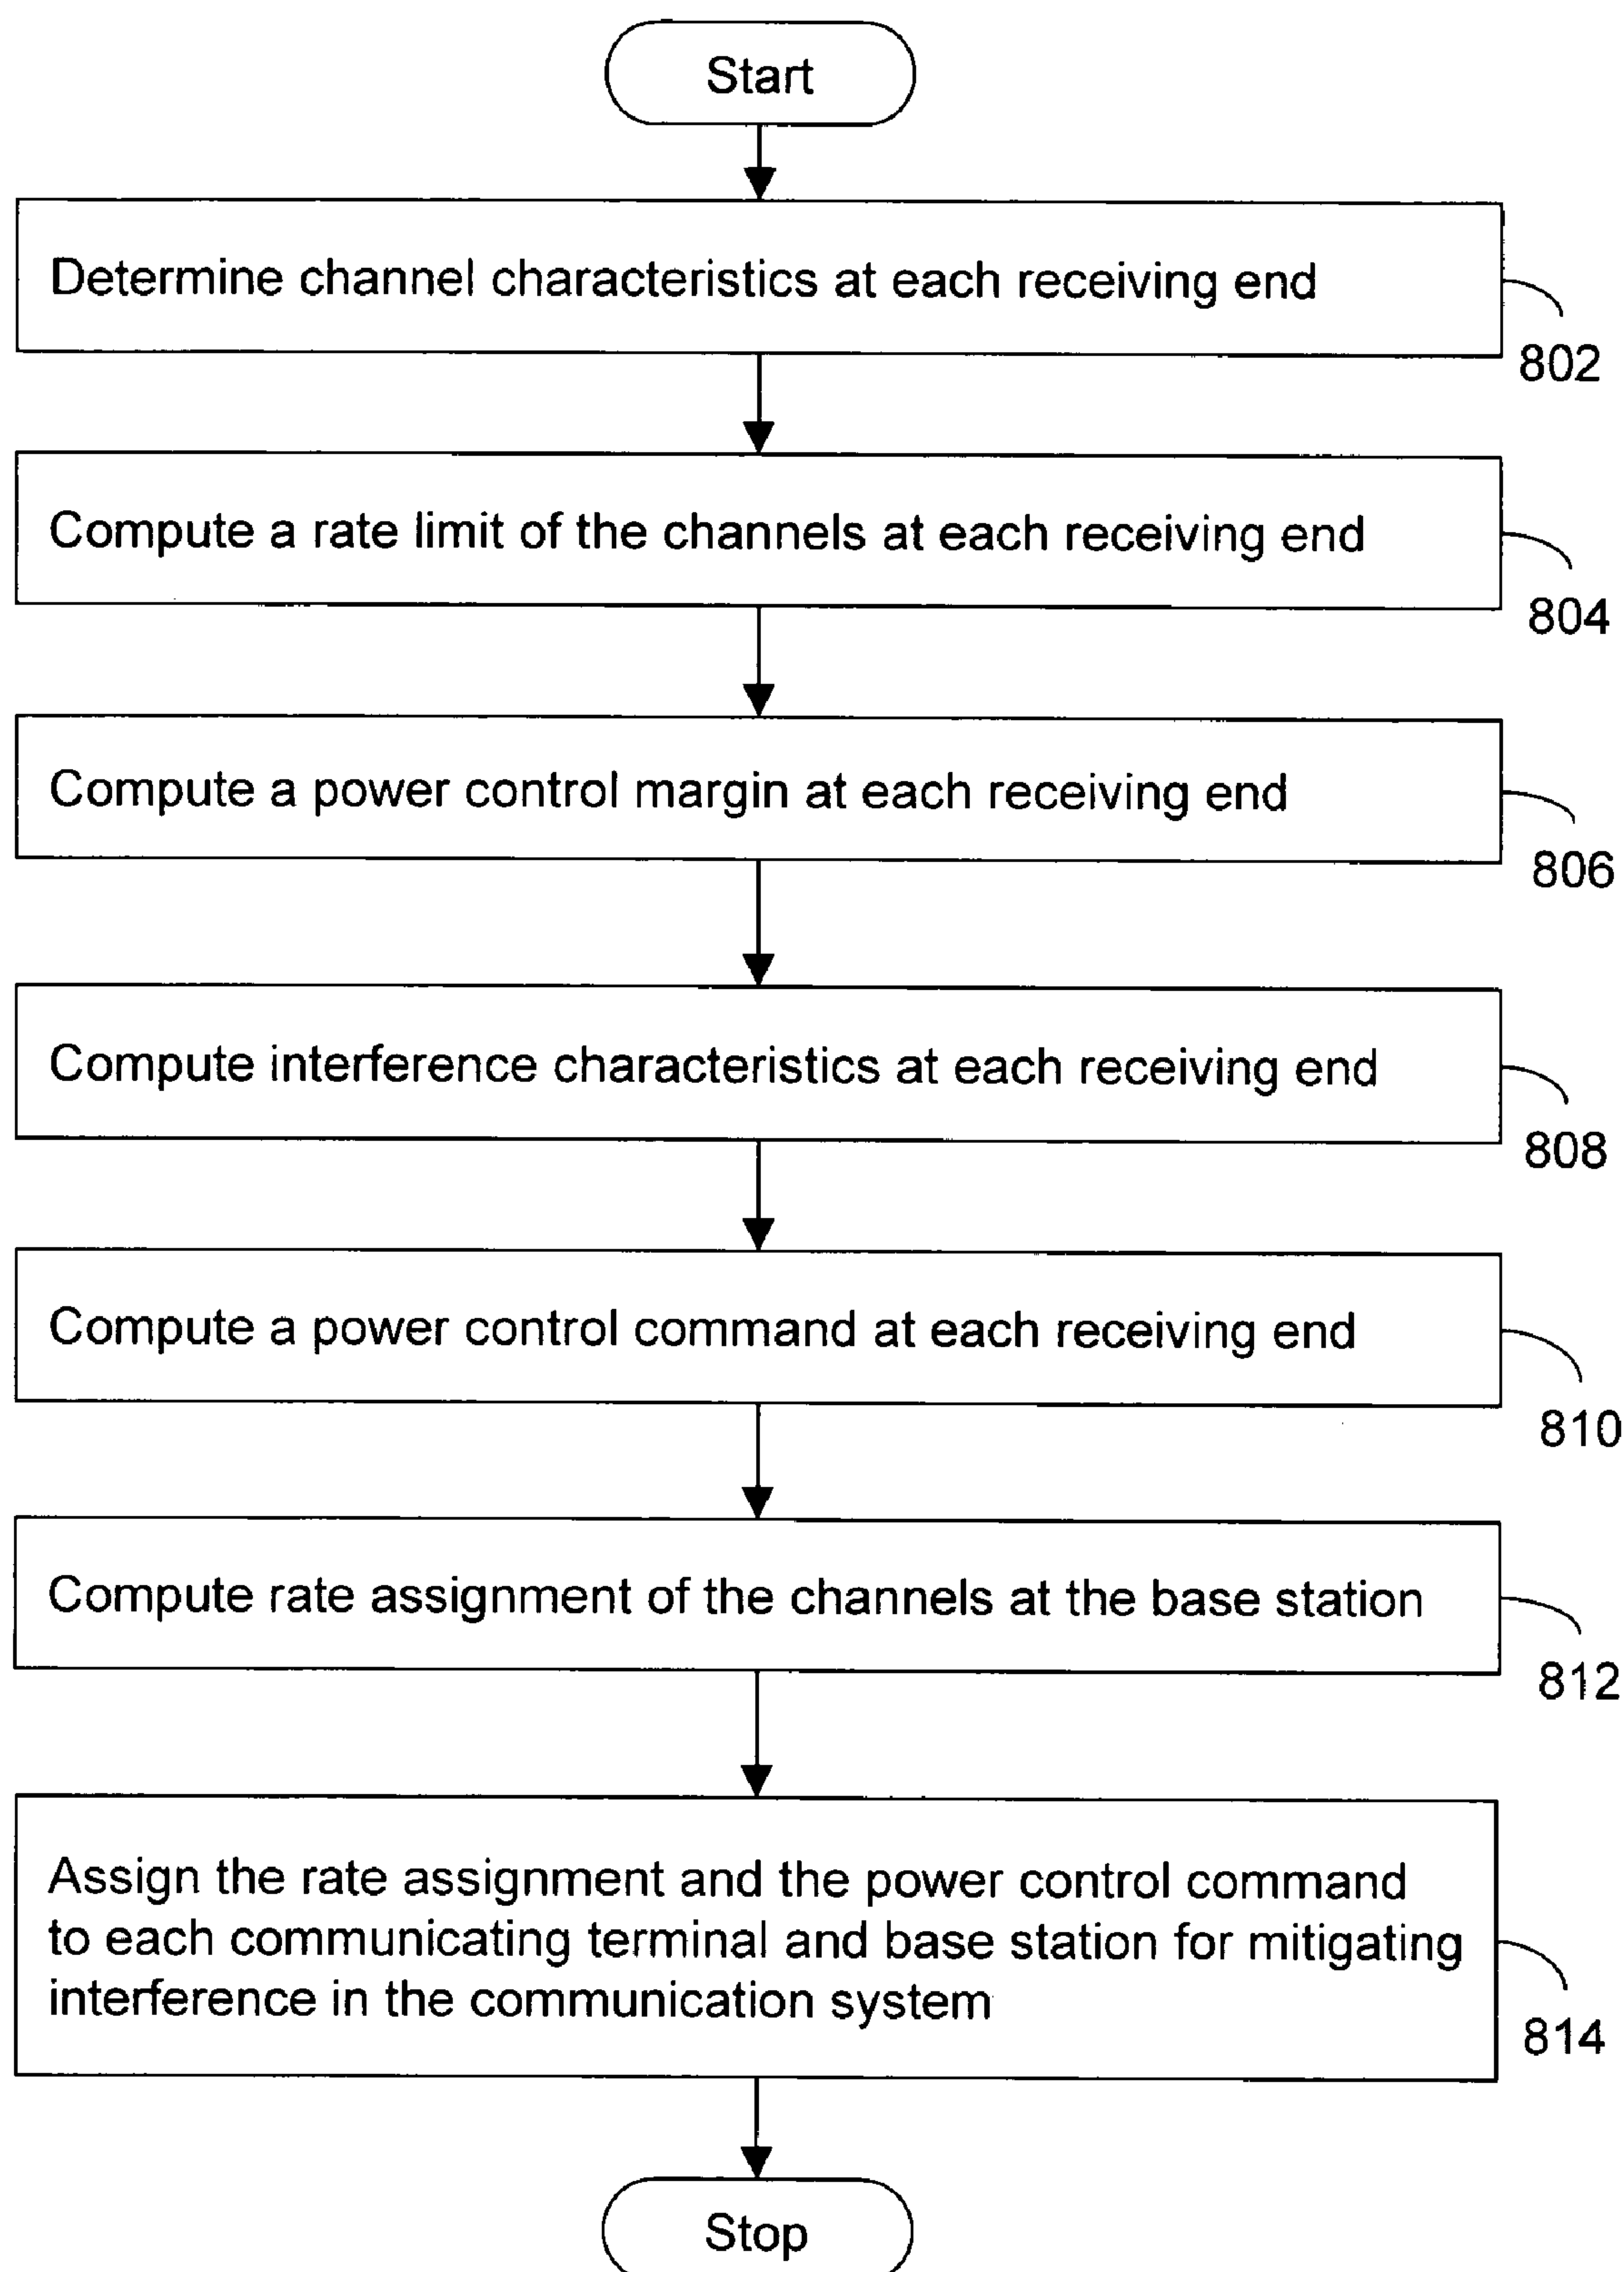 Start
Determine channel characteristics at each receiving end
802
Compute a rate limit of the channels at each receiving end
804
Compute a power control margin at each receiving end
806
Compute interference characteristics at each receiving end
808
Compute a power control command at each receiving end
810
Compute rate assignment of the channels at the base station
812
Assign the rate assignment and the power control command
to each communicating terminal and base station for mitigating
interference in the communication system
814
Stop